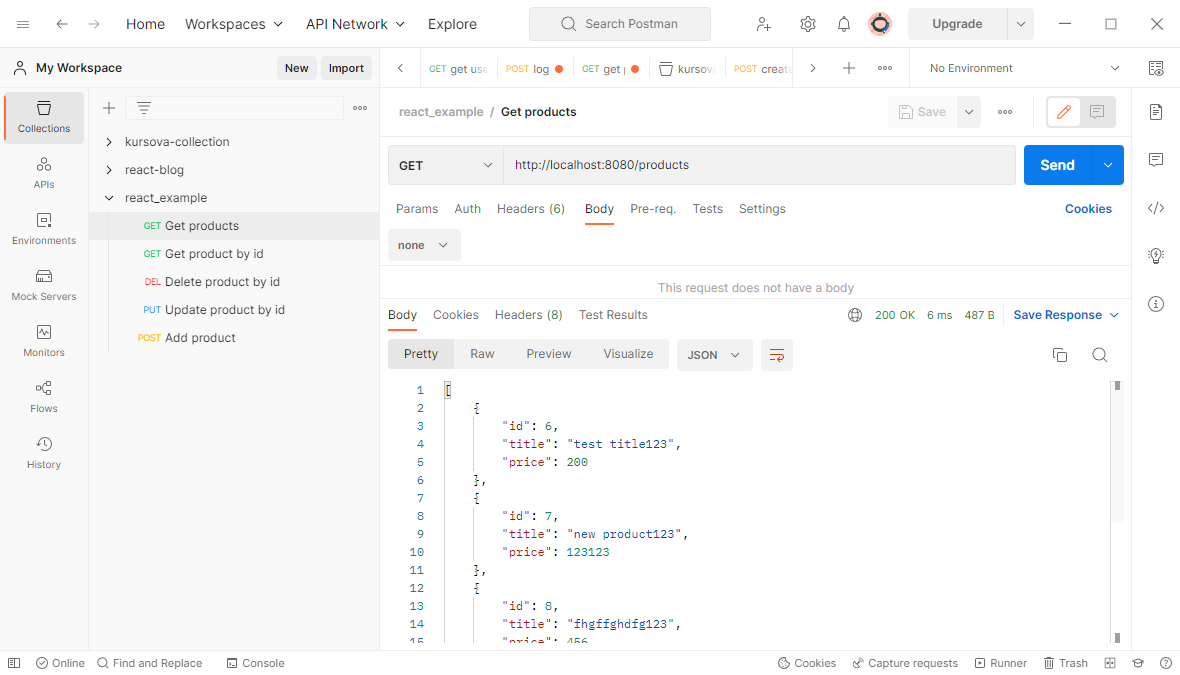 Home Workspaces API Network Explore Search Postman Upgrade
My Workspace New Import GET get use POST log GET get kursova POST create No Environment
Collections
APIs
Environments
Mock Servers
Monitors
Flows
History
kursova-collection
react-blog
react_example
GET Get products
GET Get product by id
DEL Delete product by id
PUT Update product by id
POST Add product
react_example / Get products Save
GET http://localhost:8080/products Send
Params Auth Headers (6) Body Pre-req. Tests Settings Cookies
none
This request does not have a body
Body Cookies Headers (8) Test Results 200 OK 6 ms 487 B Save Response
Pretty Raw Preview Visualize JSON
1 [
2 {
3 "id": 6,
4 "title": "test title123",
5 "price": 200
6 },
7 {
8 "id": 7,
9 "title": "new product123",
10 "price": 123123
11 },
12 {
13 "id": 8,
14 "title": "fhgffghdfg123",
15 "price": 456
Online Find and Replace Console Cookies Capture requests Runner Trash